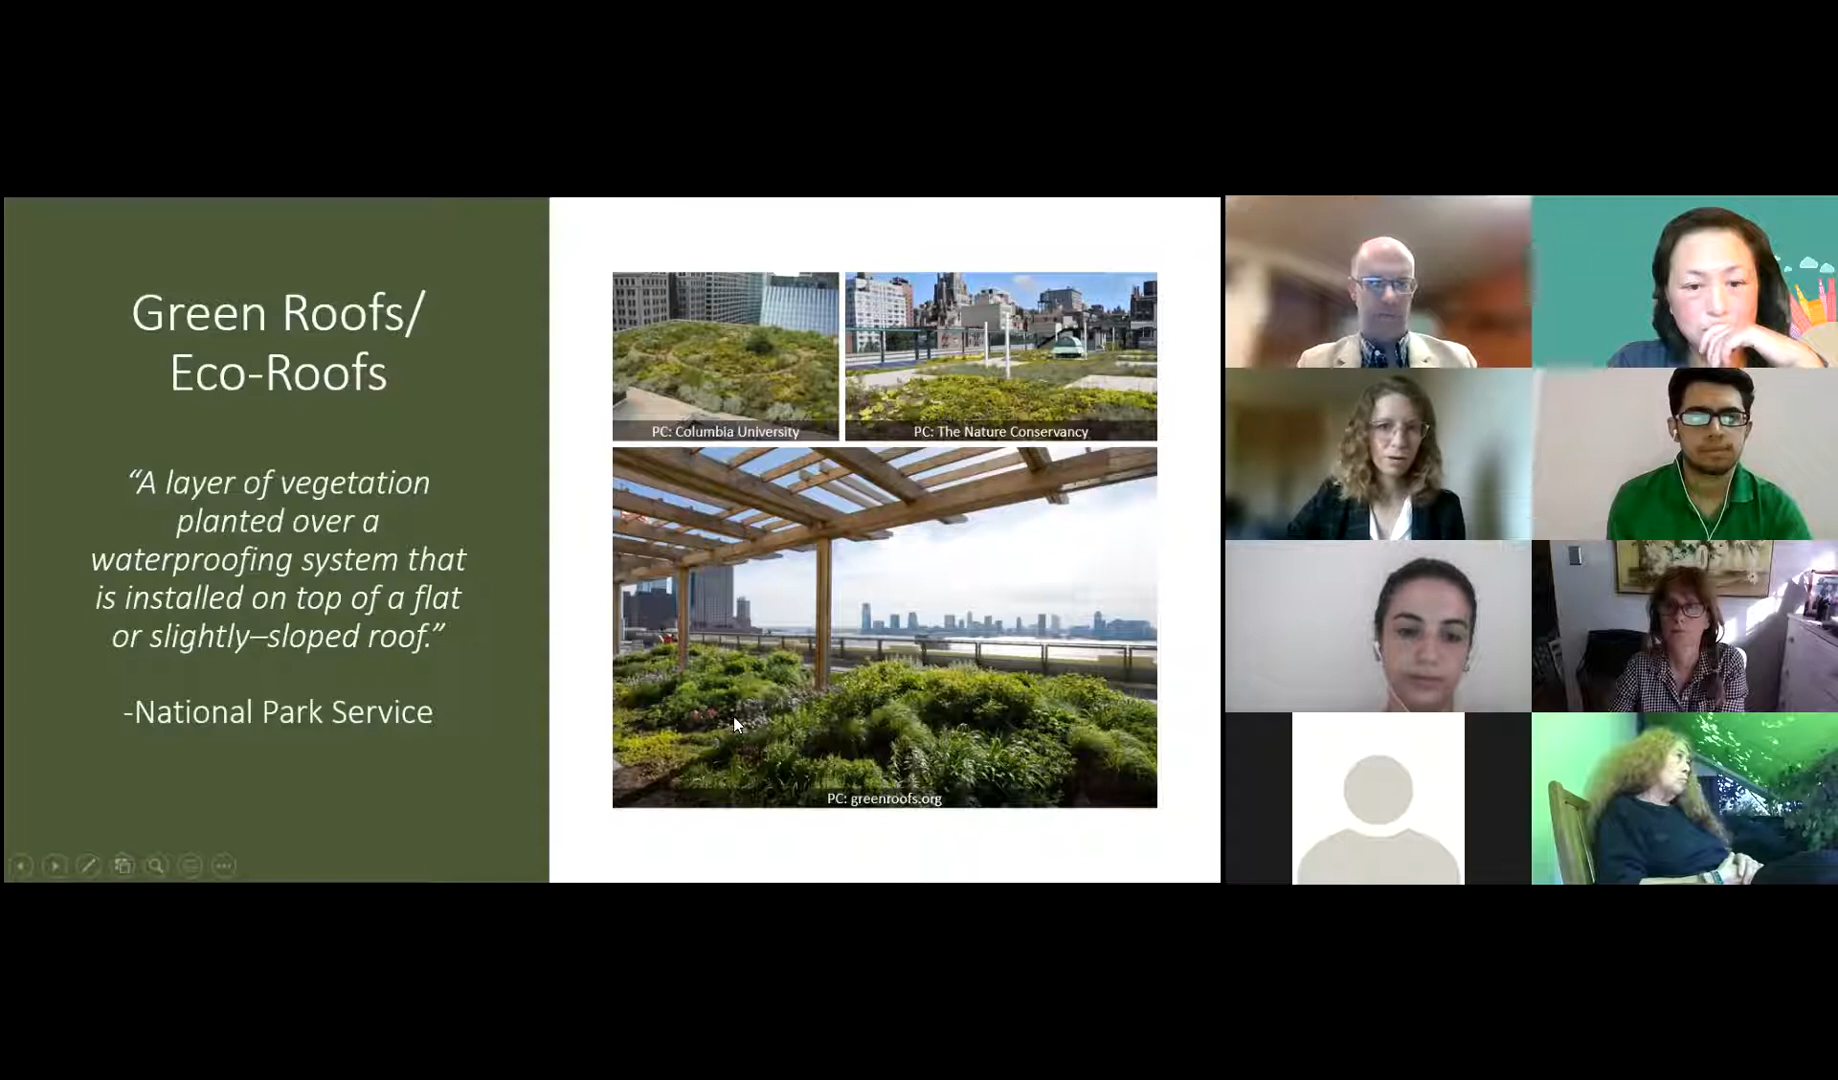 Green Roofs/
Eco-Roofs
“A layer of vegetation
planted over a
waterproofing system that
is installed on top of a flat
or slightly–sloped roof.”
-National Park Service
PC: Columbia University
PC: The Nature Conservancy
PC: greenroofs.org